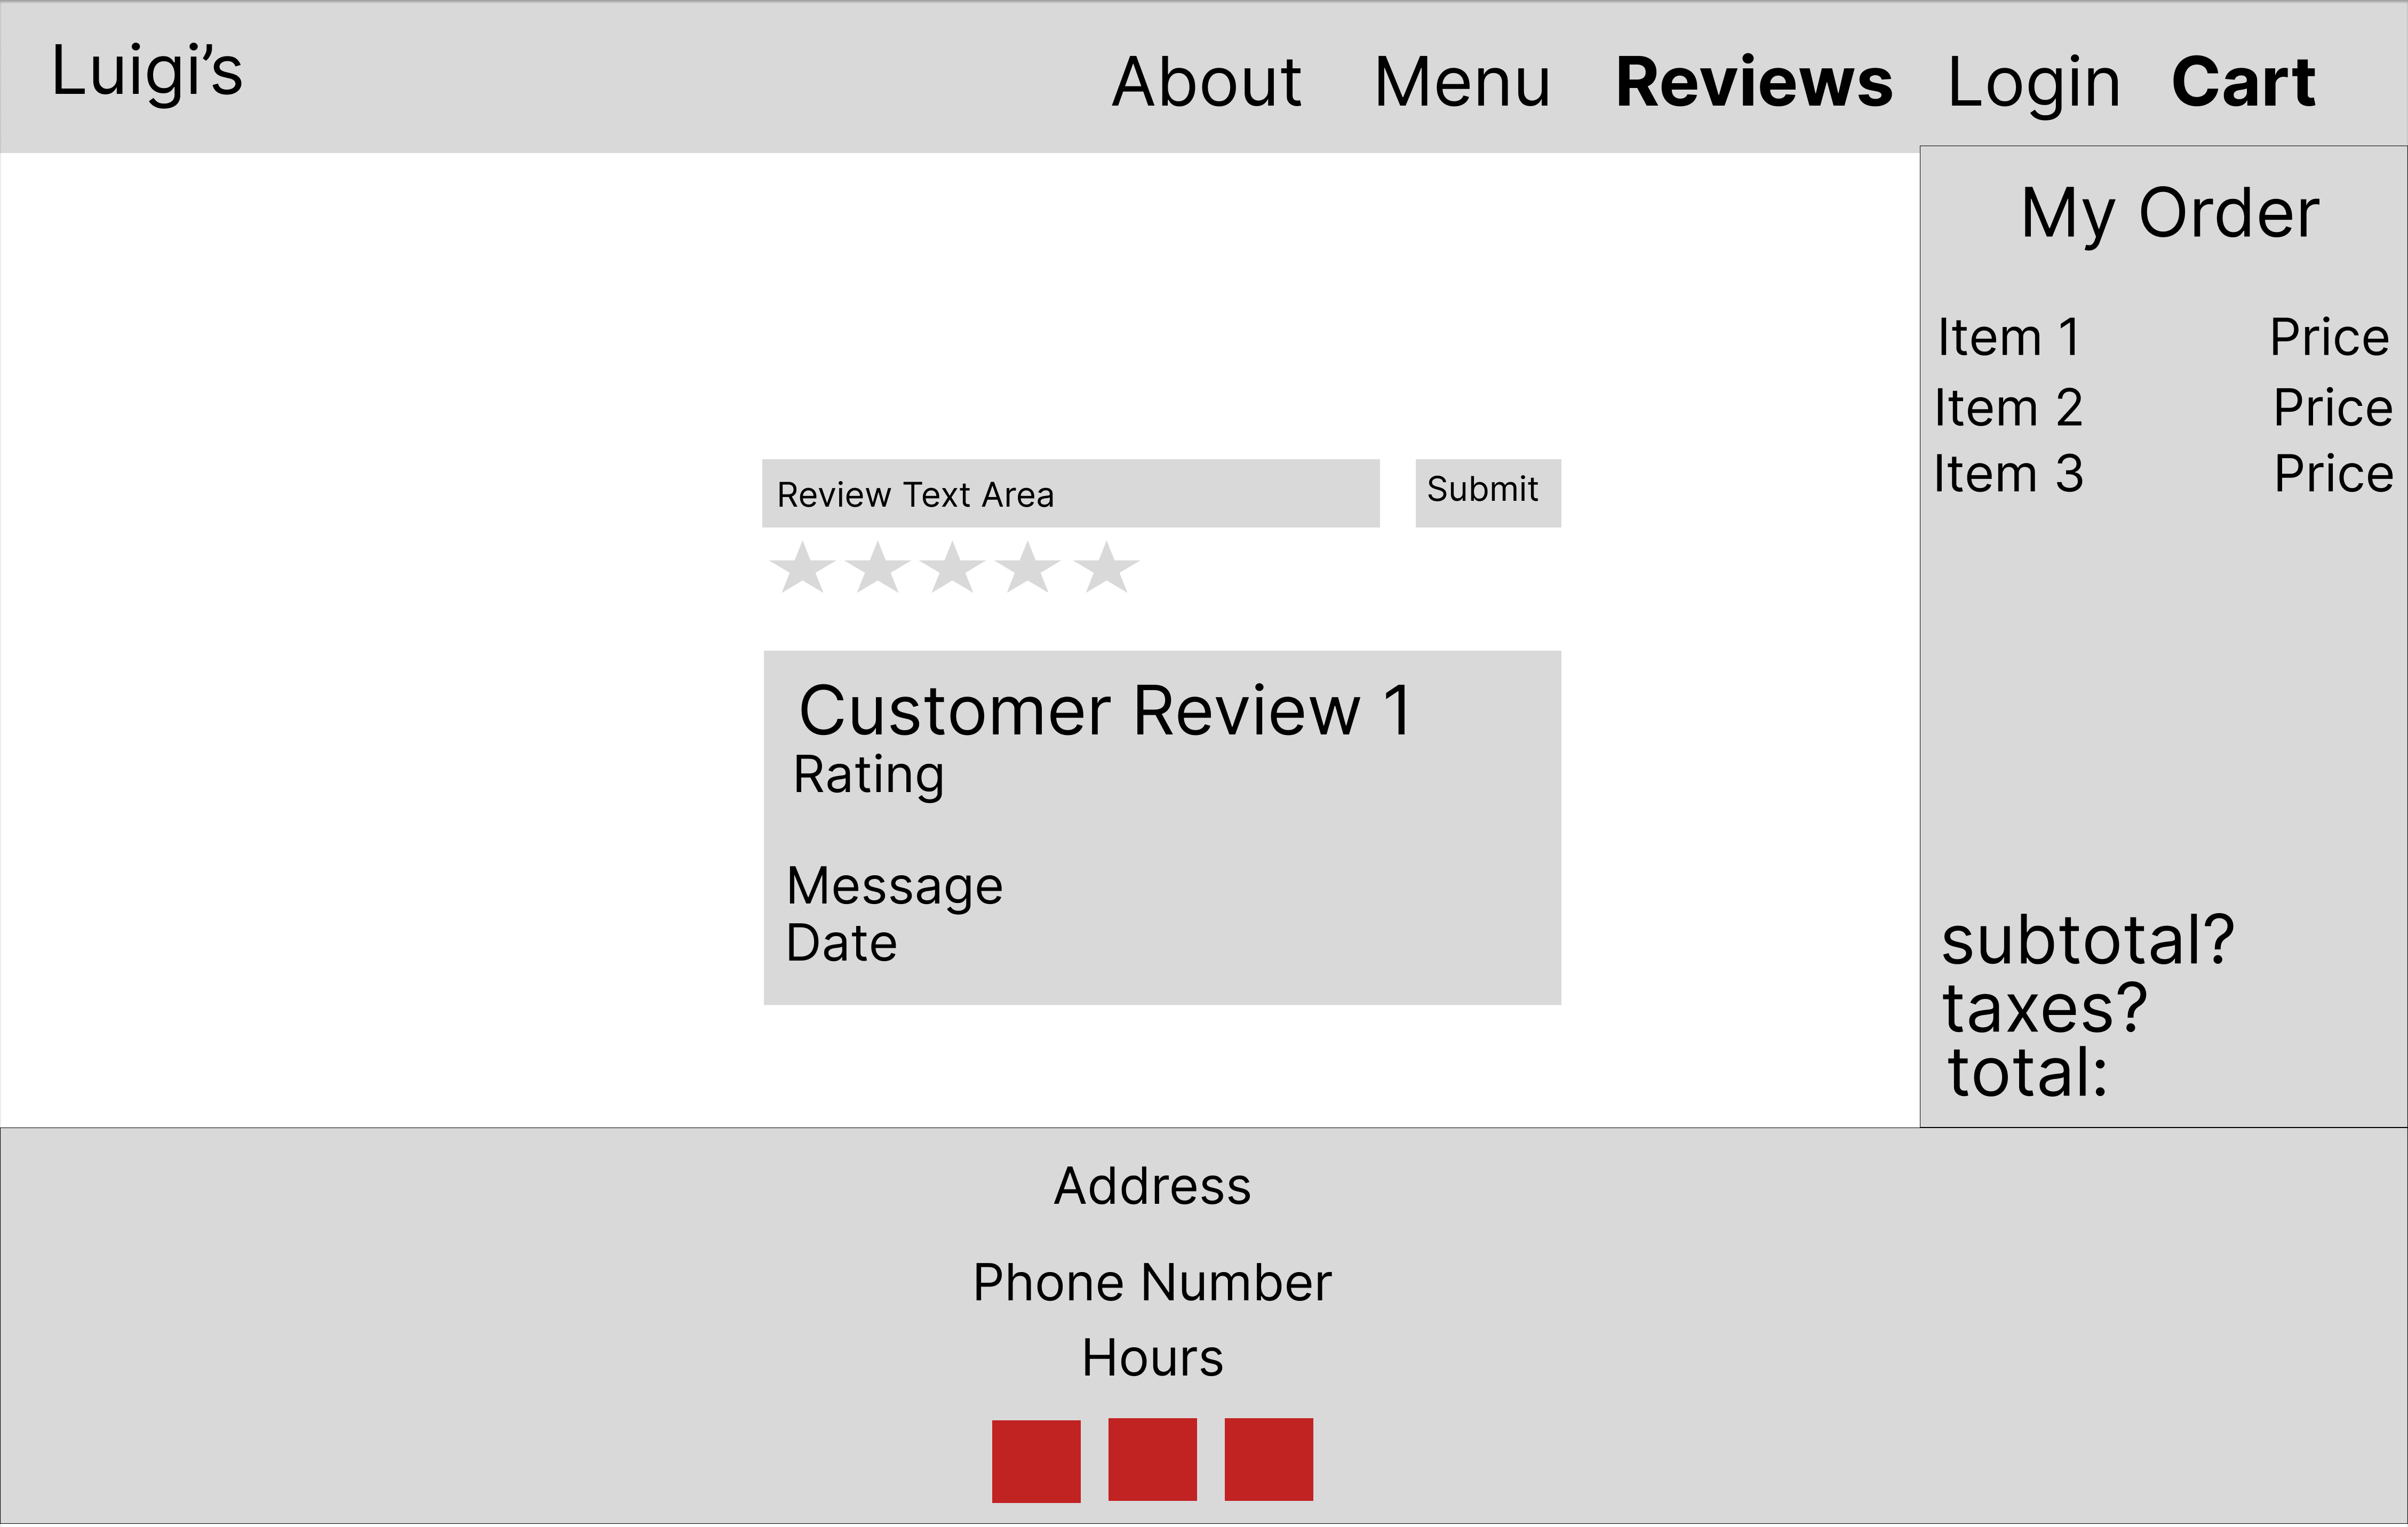 Luigi’s
About Menu Reviews Login Cart
My Order
Item 1 Price
Item 2 Price
Item 3 Price
subtotal?
taxes?
total:
Review Text Area Submit
Customer Review 1
Rating
Message
Date
Address
Phone Number
Hours